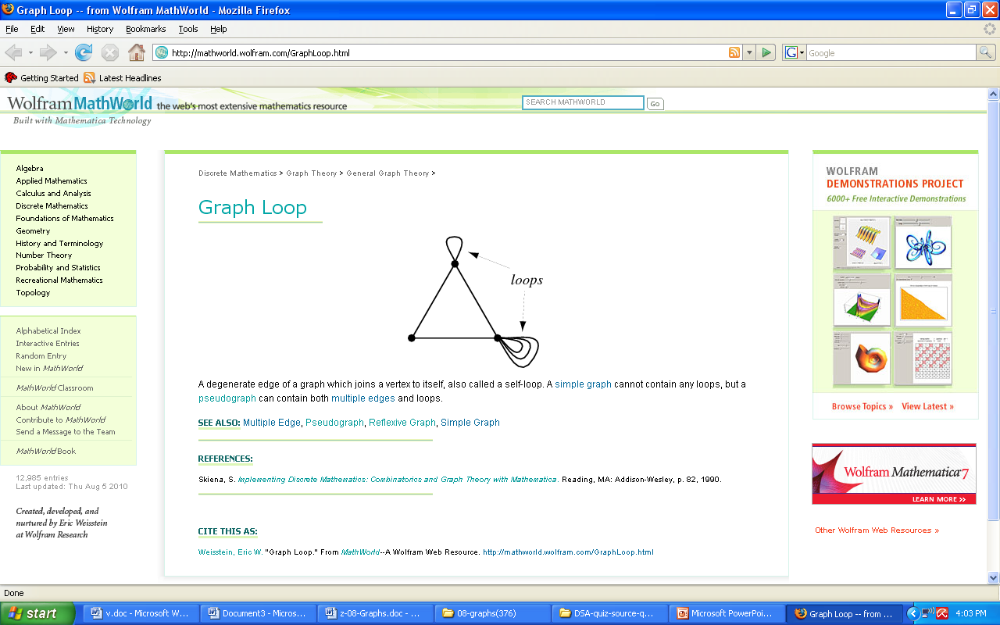 Graph Loop -- from Wolfram MathWorld - Mozilla Firefox
File Edit View History Bookmarks Tools Help
http://mathworld.wolfram.com/GraphLoop.html
G Google
Getting Started Latest Headlines
WolframMathWorld the web's most extensive mathematics resource
SEARCH MATHWORLD Go
Built with Mathematica Technology
Algebra
Applied Mathematics
Calculus and Analysis
Discrete Mathematics
Foundations of Mathematics
Geometry
History and Terminology
Number Theory
Probability and Statistics
Recreational Mathematics
Topology
Alphabetical Index
Interactive Entries
Random Entry
New in MathWorld
MathWorld Classroom
About MathWorld
Contribute to MathWorld
Send a Message to the Team
MathWorld Book
12,985 entries
Last updated: Thu Aug 5 2010
Created, developed, and
nurtured by Eric Weisstein
at Wolfram Research
Discrete Mathematics > Graph Theory > General Graph Theory >
Graph Loop
loops
A degenerate edge of a graph which joins a vertex to itself, also called a self-loop. A simple graph cannot contain any loops, but a
pseudograph can contain both multiple edges and loops.
SEE ALSO: Multiple Edge, Pseudograph, Reflexive Graph, Simple Graph
REFERENCES:
Skiena, S. Implementing Discrete Mathematics: Combinatorics and Graph Theory with Mathematica. Reading, MA: Addison-Wesley, p. 82, 1990.
CITE THIS AS:
Weisstein, Eric W. "Graph Loop." From MathWorld--A Wolfram Web Resource. http://mathworld.wolfram.com/GraphLoop.html
WOLFRAM
DEMONSTRATIONS PROJECT
6000+ Free Interactive Demonstrations
Browse Topics » View Latest »
Wolfram Mathematica 7
LEARN MORE >>
Other Wolfram Web Resources »
Done
start
v.doc - Microsoft W...
Document3 - Micros...
z-08-Graphs.doc - ...
08-graphs(376)
DSA-quiz-source-q...
Microsoft PowerPoi...
Graph Loop -- from ...
4:03 PM